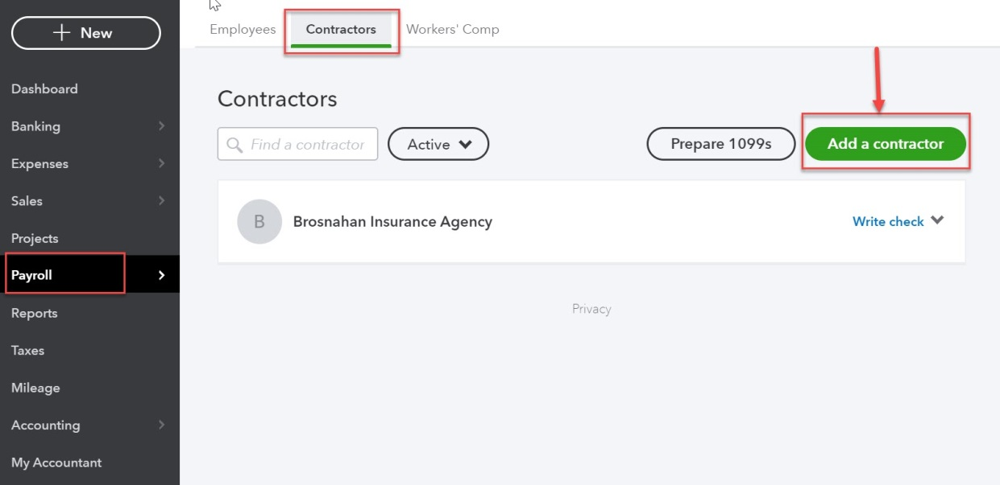 New
Dashboard
Banking
Expenses
Sales
Projects
Payroll
Reports
Taxes
Mileage
Accounting
My Accountant
Employees Contractors Workers' Comp
Contractors
Find a contractor Active Prepare 1099s Add a contractor
B Brosnahan Insurance Agency Write check
Privacy